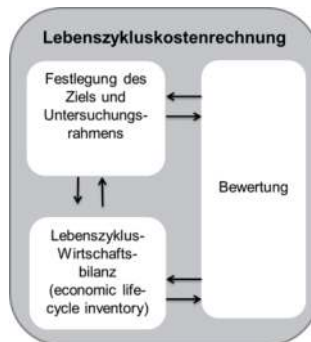 Lebenszykluskostenrechnung
Festlegung des
Ziels und
Untersuchungs-
rahmens
Bewertung
Lebenszyklus-
Wirtschafts-
bilanz
(economic life-
cycle inventory)